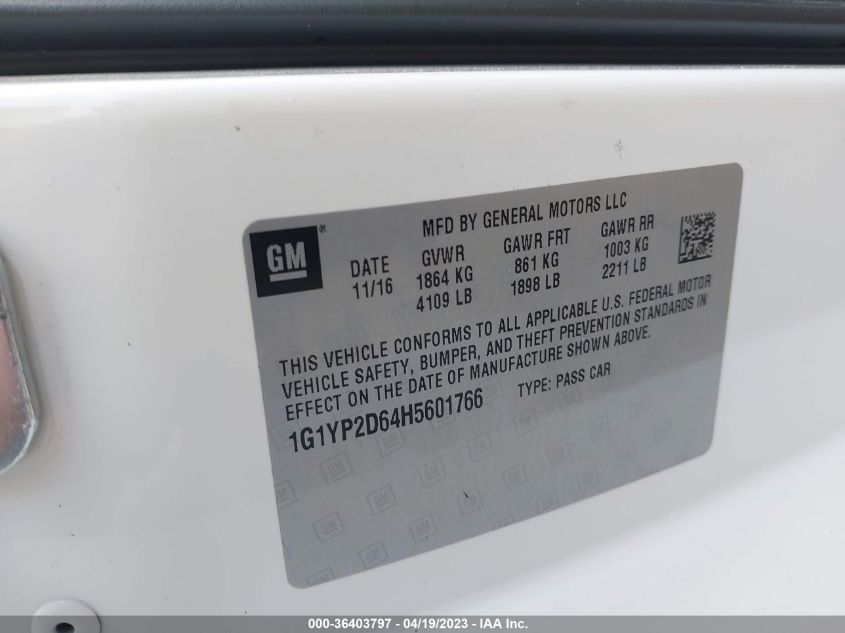 MFD BY GENERAL MOTORS LLC
GM®
DATE GVWR GAWR FRT GAWR RR
11/16 1864 KG 861 KG 1003 KG
4109 LB 1898 LB 2211 LB
THIS VEHICLE CONFORMS TO ALL APPLICABLE U.S. FEDERAL MOTOR
VEHICLE SAFETY, BUMPER, AND THEFT PREVENTION STANDARDS IN
EFFECT ON THE DATE OF MANUFACTURE SHOWN ABOVE.
1G1YP2D64H5601766 TYPE: PASS CAR
000-36403797 - 04/19/2023 - IAA Inc.